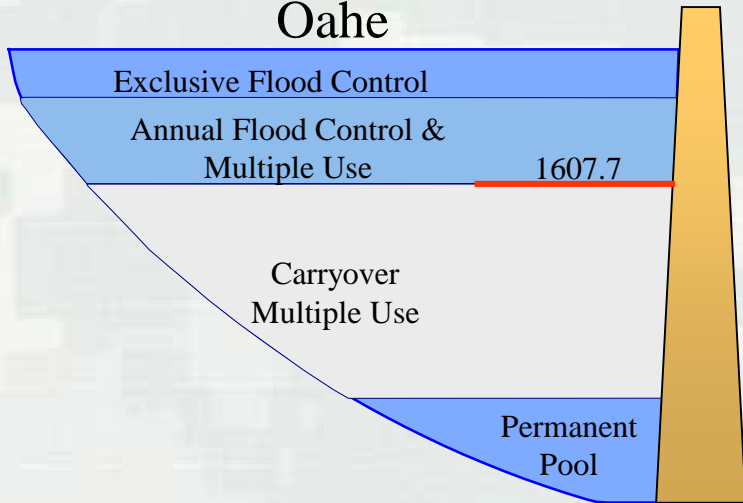 Oahe
Exclusive Flood Control
Annual Flood Control &
Multiple Use
1607.7
Carryover
Multiple Use
Permanent
Pool